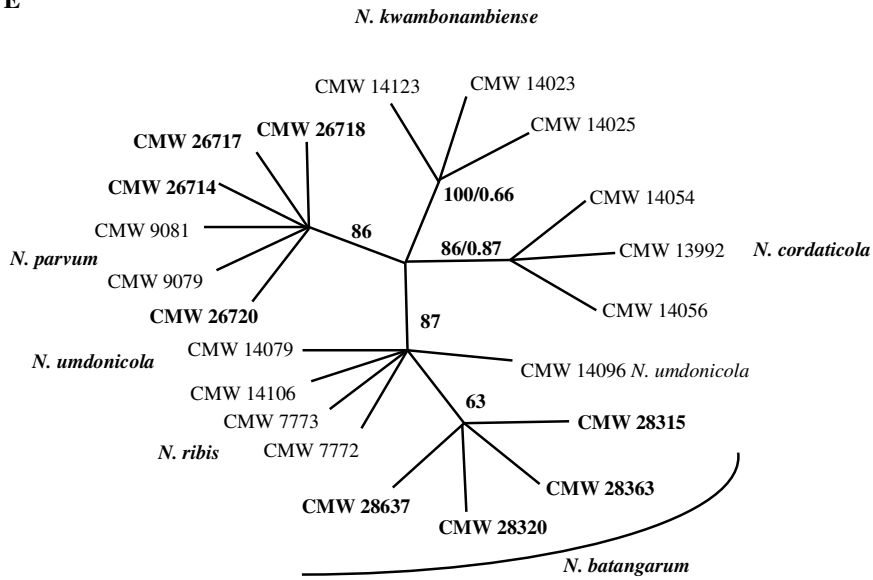 E
N. kwambonambiense
CMW 14123
CMW 14023
CMW 14025
CMW 26717
CMW 26718
CMW 26714
CMW 9081
N. parvum
CMW 9079
CMW 26720
86
100/0.66
86/0.87
CMW 14054
CMW 13992
N. cordaticola
CMW 14056
87
N. umdonicola
CMW 14079
CMW 14106
CMW 7773
N. ribis
CMW 7772
CMW 14096 N. umdonicola
63
CMW 28315
CMW 28363
CMW 28637
CMW 28320
N. batangarum